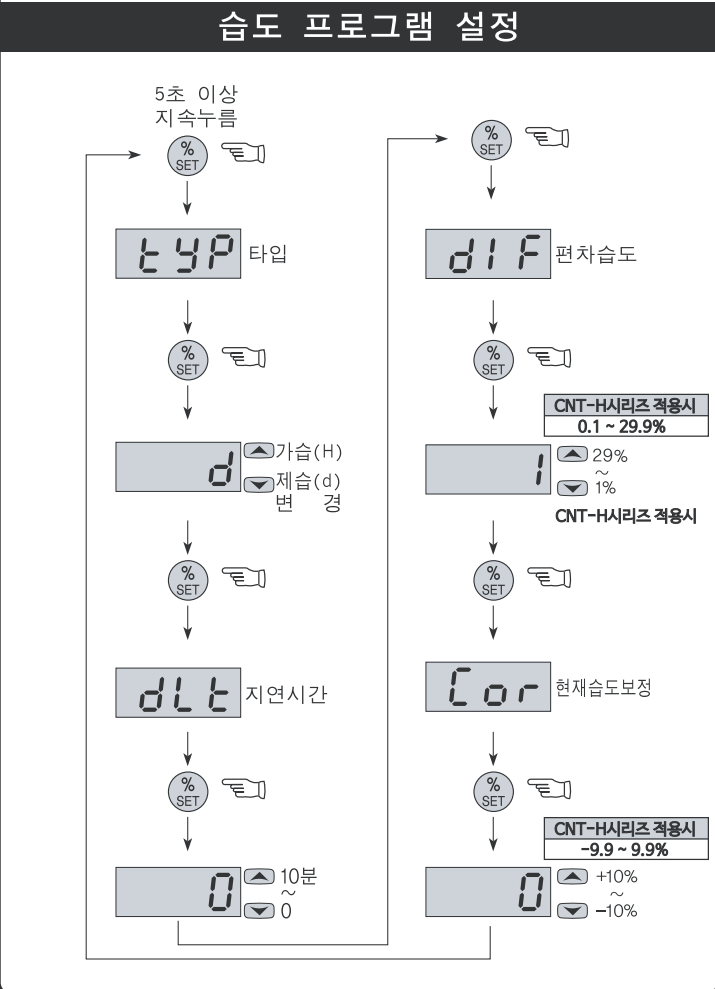 습도 프로그램 설정
5초 이상
지속누름
%
SET
tYP 타입
%
SET
d
가습(H)
제습(d)
변 경
%
SET
dLt 지연시간
%
SET
0
10분
~
0
%
SET
dIF 편차습도
%
SET
CNT-H시리즈 적용시
0.1 ~ 29.9%
1
29%
~
1%
CNT-H시리즈 적용시
%
SET
Cor 현재습도보정
%
SET
CNT-H시리즈 적용시
-9.9 ~ 9.9%
0
+10%
~
-10%